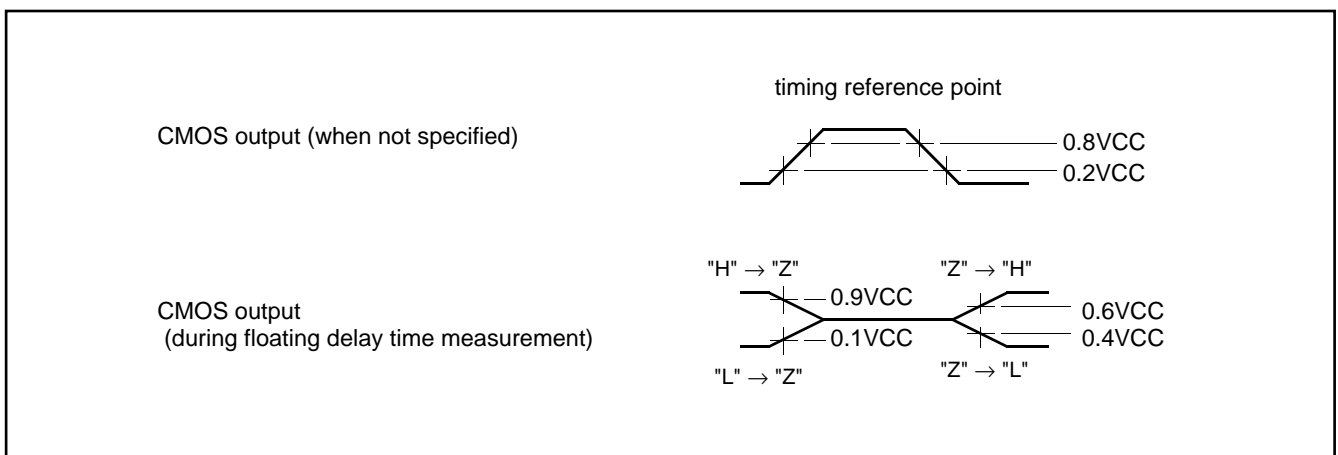 timing reference point
CMOS output (when not specified)
0.8VCC
0.2VCC
"H" → "Z"
"Z" → "H"
CMOS output
(during floating delay time measurement)
0.9VCC
0.6VCC
0.1VCC
0.4VCC
"L" → "Z"
"Z" → "L"